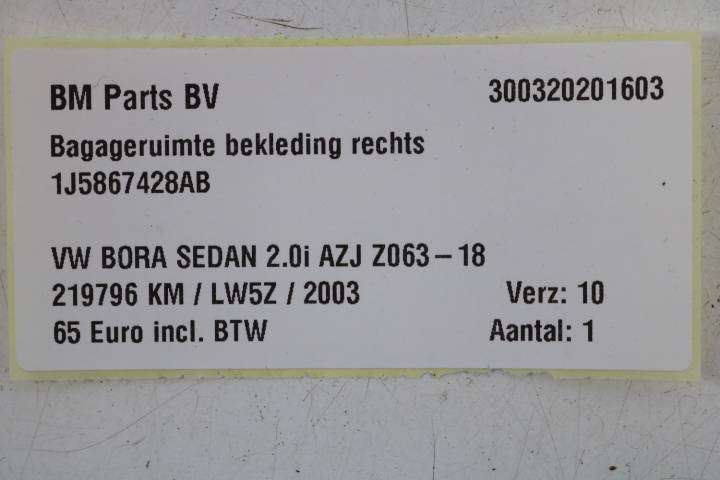 BM Parts BV 300320201603
Bagageruimte bekleding rechts
1J5867428AB
VW BORA SEDAN 2.0i AZJ Z063-18
219796 KM / LW5Z / 2003 Verz: 10
65 Euro incl. BTW Aantal: 1